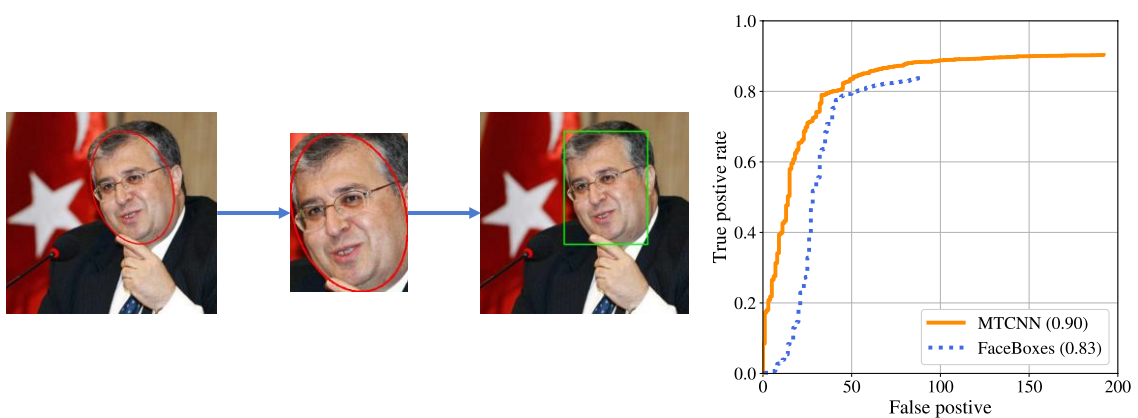 1.0
0.8
0.6
0.4
0.2
0.0
True postive rate
0
50
100
150
200
False postive
MTCNN (0.90)
FaceBoxes (0.83)